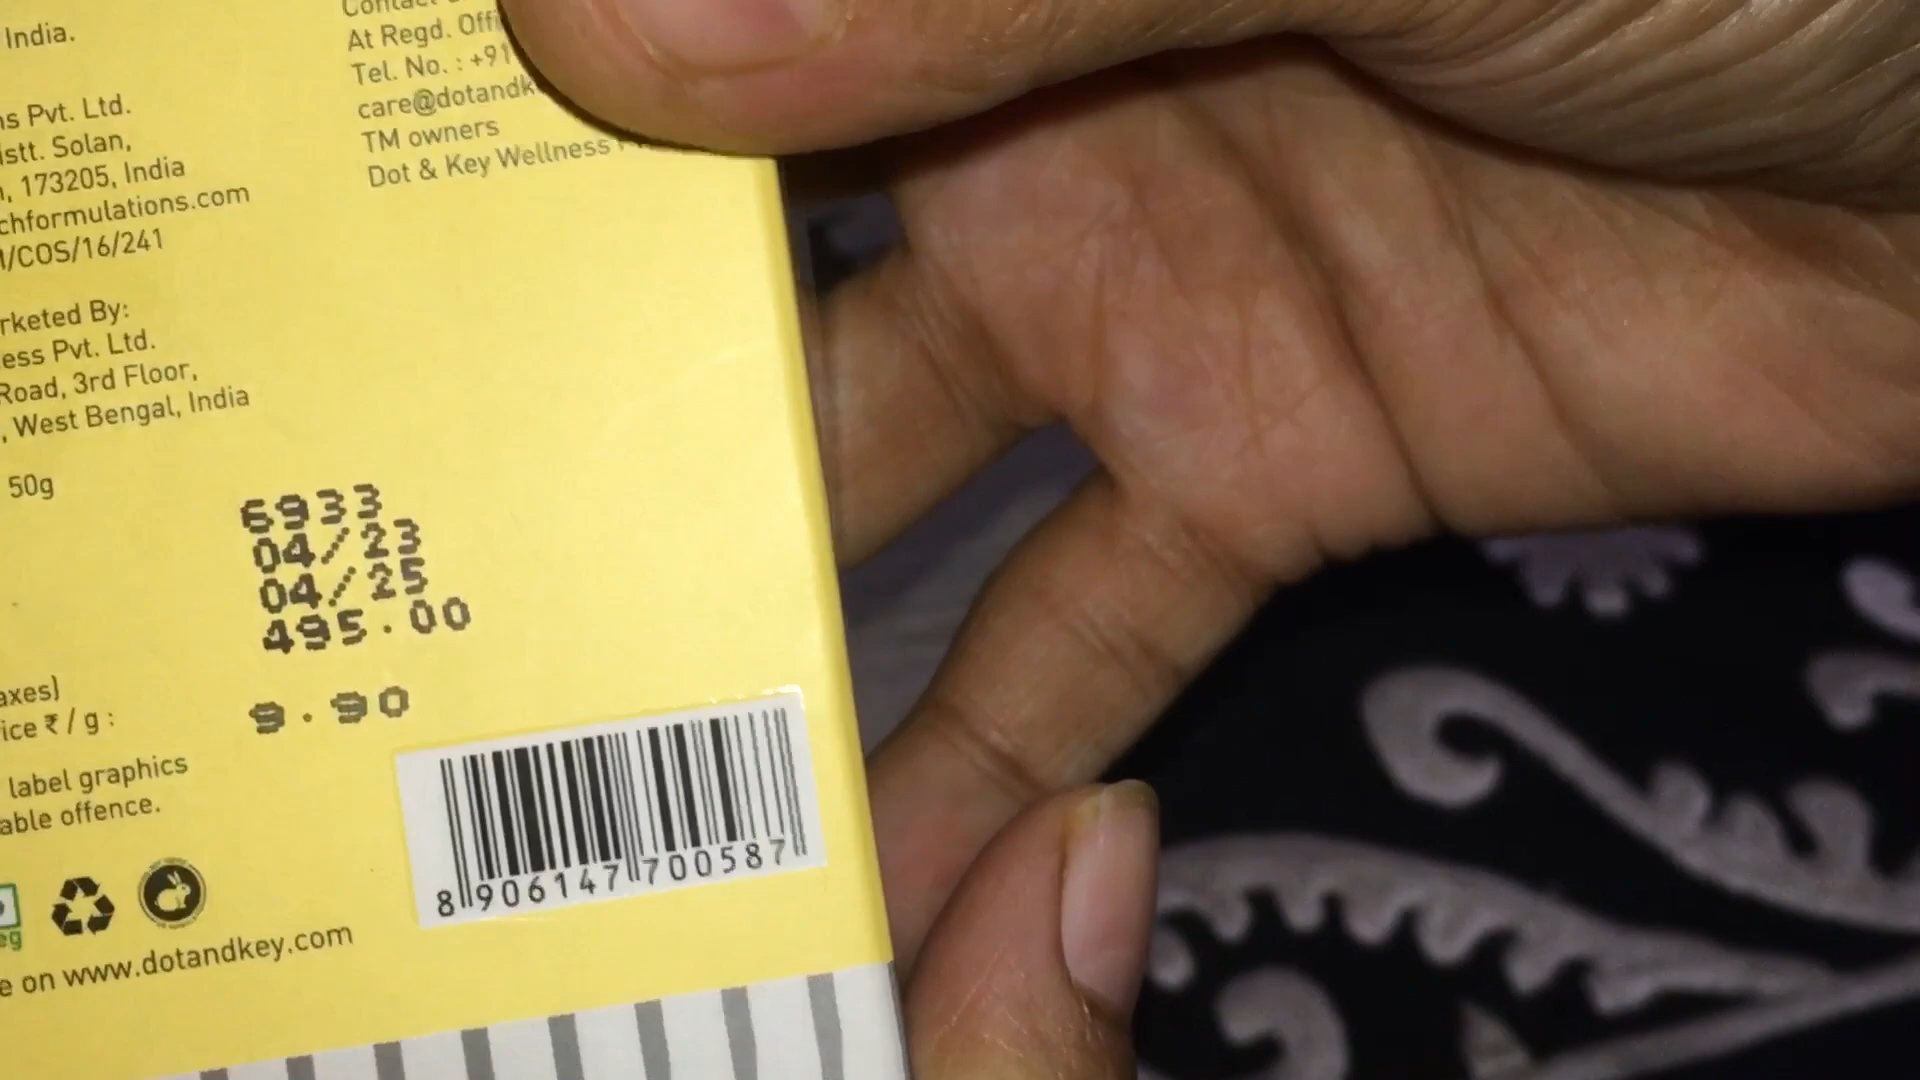 India.
ns Pvt. Ltd.
istt. Solan,
173205, India
chformulations.com
/COS/16/241
rketed By:
ess Pvt. Ltd.
Road, 3rd Floor,
, West Bengal, India
50g
At Regd. Offi
Tel. No. : +91
care@dotandk
TM owners
Dot & Key Wellness
6933
04/23
04/25
495.00
axes)
ice ₹ / g : 9.90
label graphics
able offence.
eg
e on www.dotandkey.com
8 906147 700587